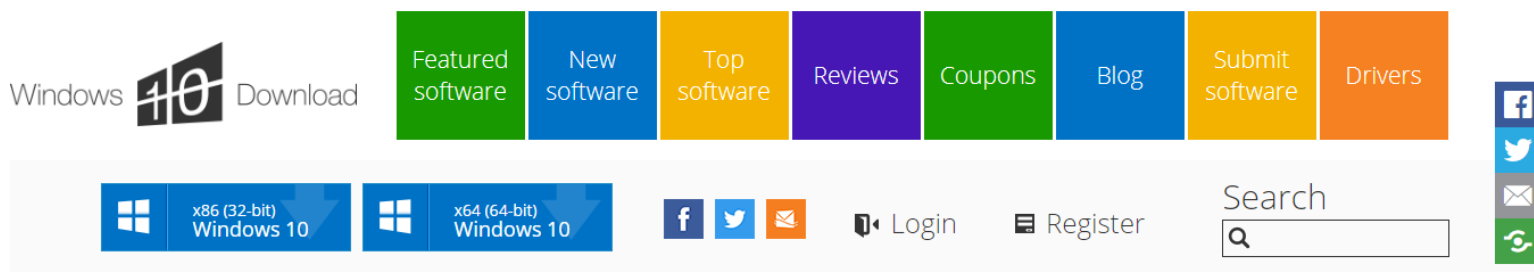 Windows 10 Download
Featured
software
New
software
Top
software
Reviews
Coupons
Blog
Submit
software
Drivers
x86 (32-bit)
Windows 10
x64 (64-bit)
Windows 10
Login
Register
Search